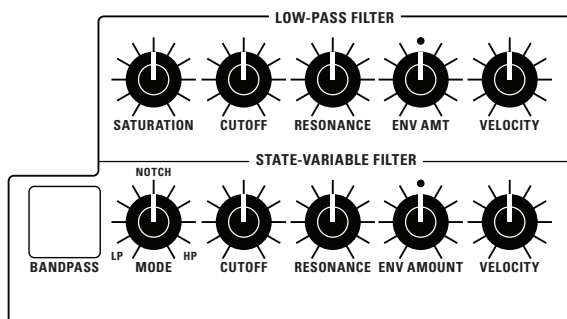 LOW-PASS FILTER
SATURATION CUTOFF RESONANCE ENV AMT VELOCITY
STATE-VARIABLE FILTER
NOTCH
LP HP
BANDPASS MODE CUTOFF RESONANCE ENV AMOUNT VELOCITY